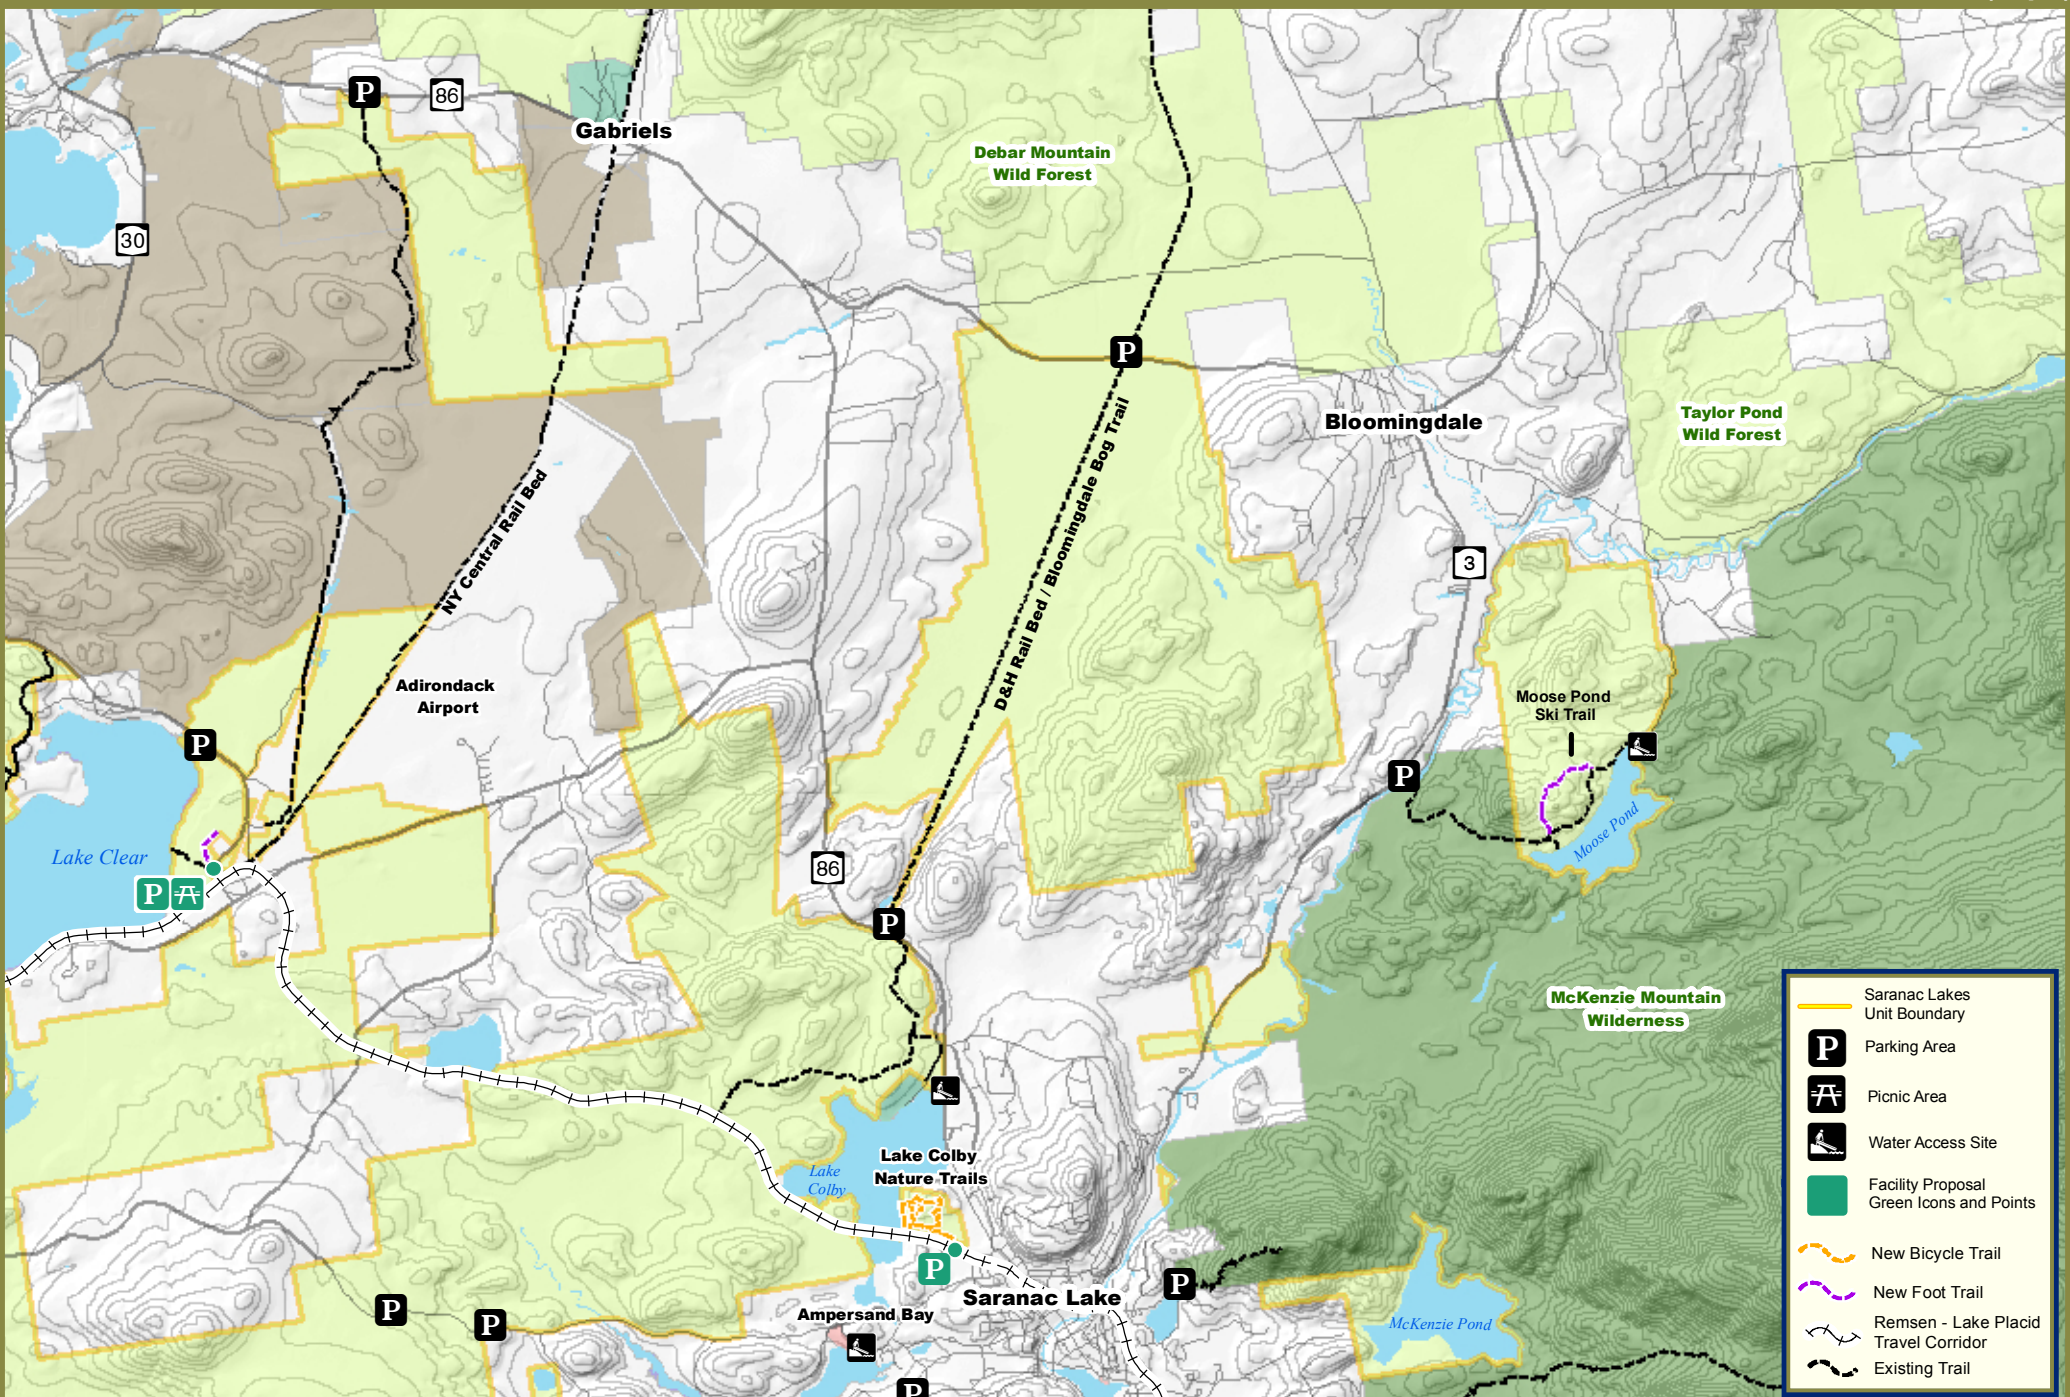 P
86
Gabriels
Debar Mountain
Wild Forest
30
P
Bloomingdale
Taylor Pond
Wild Forest
NY Central Rail Bed
D&H Rail Bed / Bloomingdale Bog Trail
3
Adirondack
Airport
Moose Pond
Ski Trail
P
P
Moose Pond
Lake Clear
P
86
P
McKenzie Mountain
Wilderness
Lake Colby
Nature Trails
Lake
Colby
P
Saranac Lake
P
P
P
Ampersand Bay
McKenzie Pond
P
Saranac Lakes
Unit Boundary
P
Parking Area
Picnic Area
Water Access Site
Facility Proposal
Green Icons and Points
New Bicycle Trail
New Foot Trail
Remsen - Lake Placid
Travel Corridor
Existing Trail